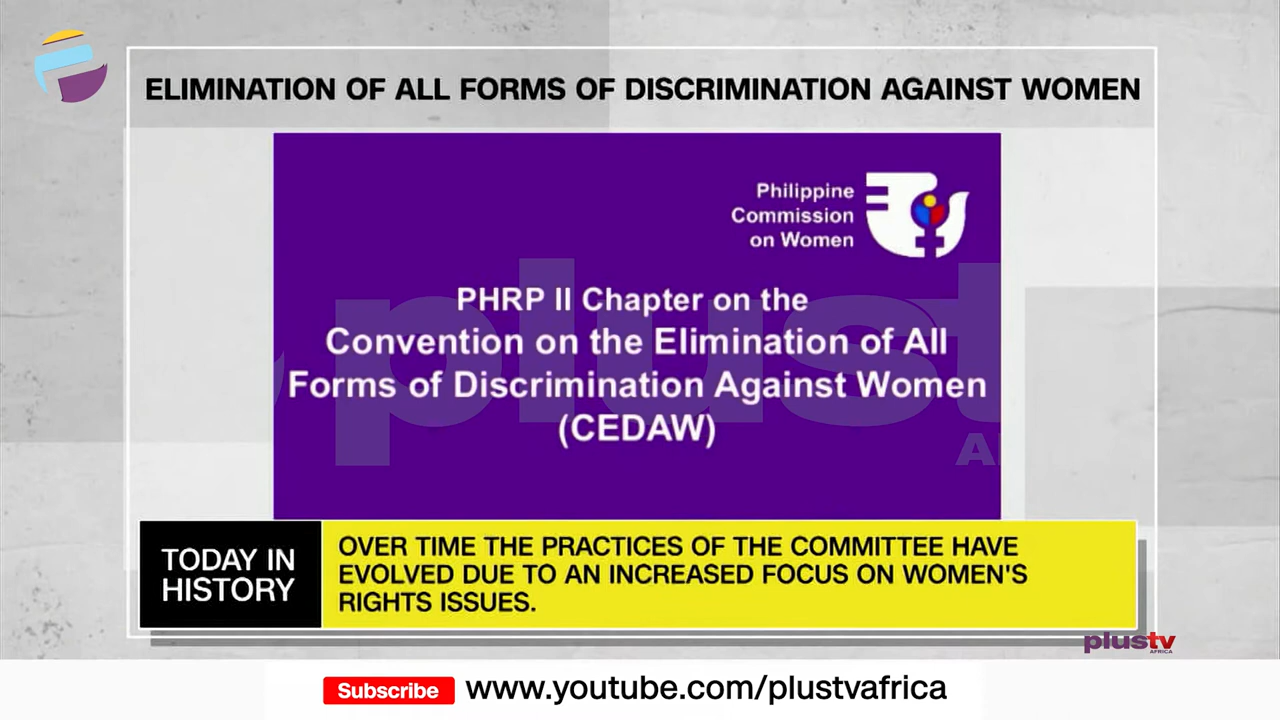 ELIMINATION OF ALL FORMS OF DISCRIMINATION AGAINST WOMEN
Philippine
Commission
on Women
PHRP II Chapter on the
Convention on the Elimination of All
Forms of Discrimination Against Women
(CEDAW)
TODAY IN
HISTORY
OVER TIME THE PRACTICES OF THE COMMITTEE HAVE
EVOLVED DUE TO AN INCREASED FOCUS ON WOMEN'S
RIGHTS ISSUES.
plustv
AFRICA
Subscribe www.youtube.com/plustvafrica